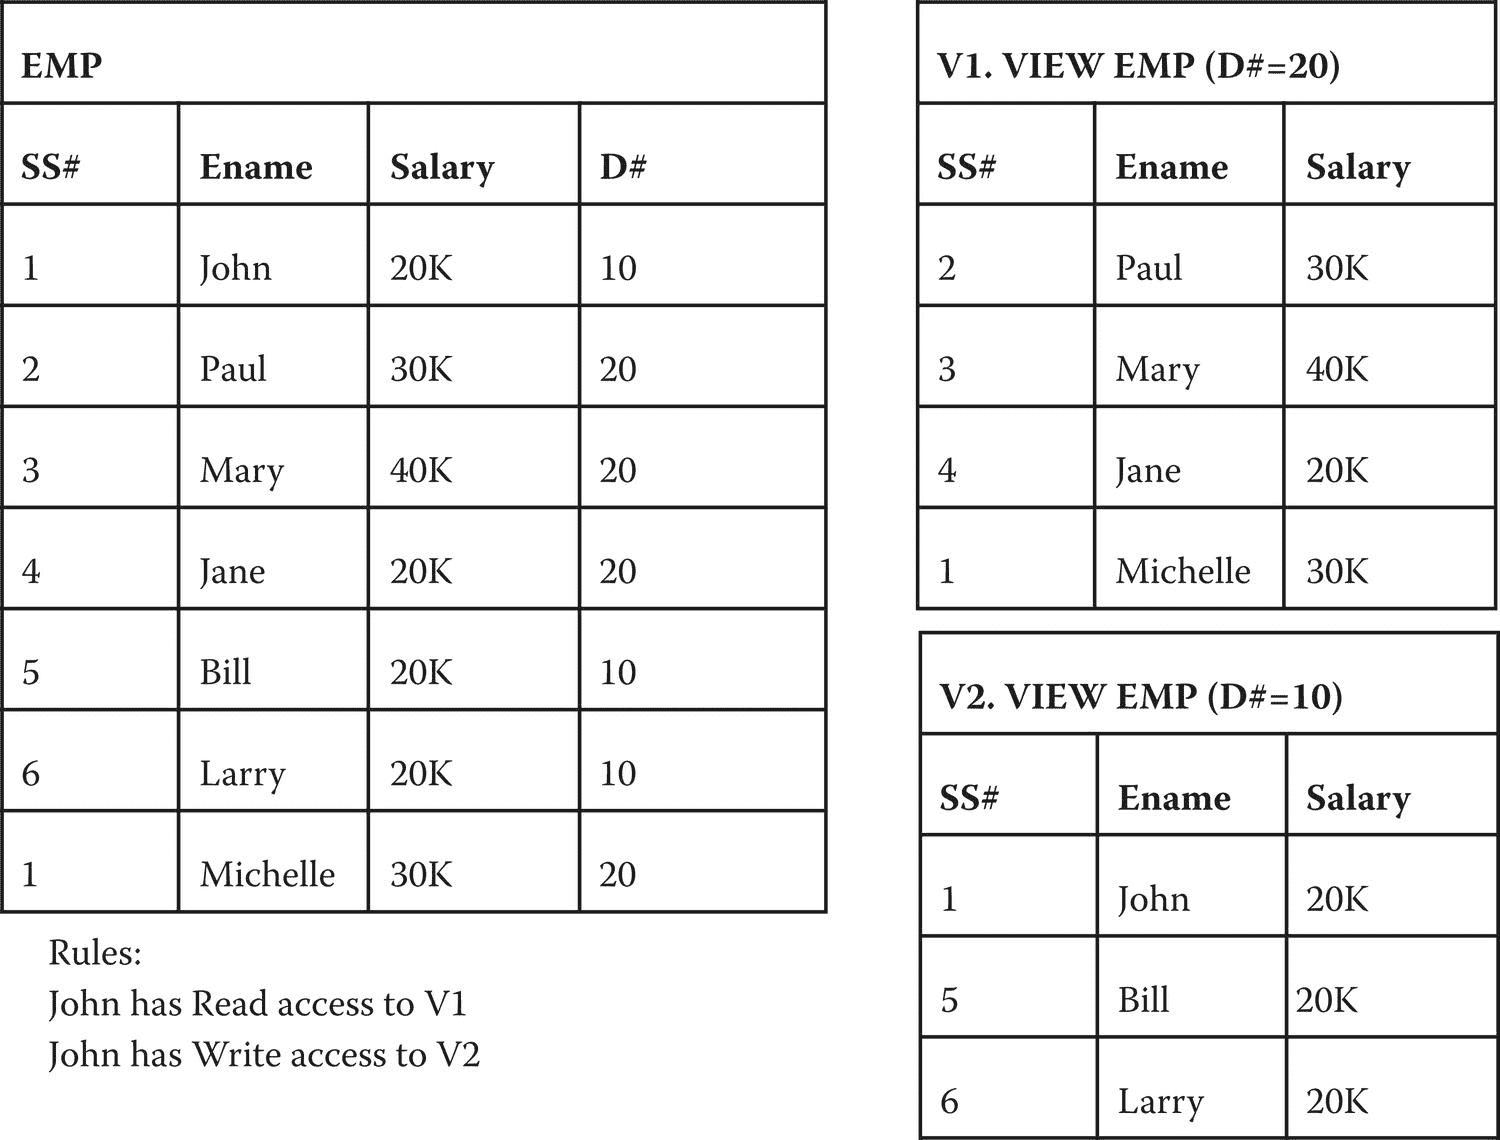 EMP
SS# Ename Salary D#
1 John 20K 10
2 Paul 30K 20
3 Mary 40K 20
4 Jane 20K 20
5 Bill 20K 10
6 Larry 20K 10
1 Michelle 30K 20
Rules:
John has Read access to V1
John has Write access to V2
V1. VIEW EMP (D#=20)
SS# Ename Salary
2 Paul 30K
3 Mary 40K
4 Jane 20K
1 Michelle 30K
V2. VIEW EMP (D#=10)
SS# Ename Salary
1 John 20K
5 Bill 20K
6 Larry 20K